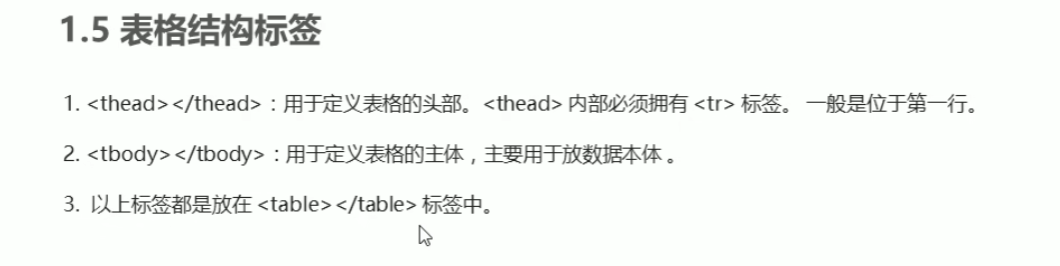 1.5 表格结构标签
1. <thead></thead>：用于定义表格的头部。<thead> 内部必须拥有 <tr> 标签。 一般是位于第一行。
2. <tbody></tbody>：用于定义表格的主体，主要用于放数据本体 。
3. 以上标签都是放在 <table></table> 标签中。